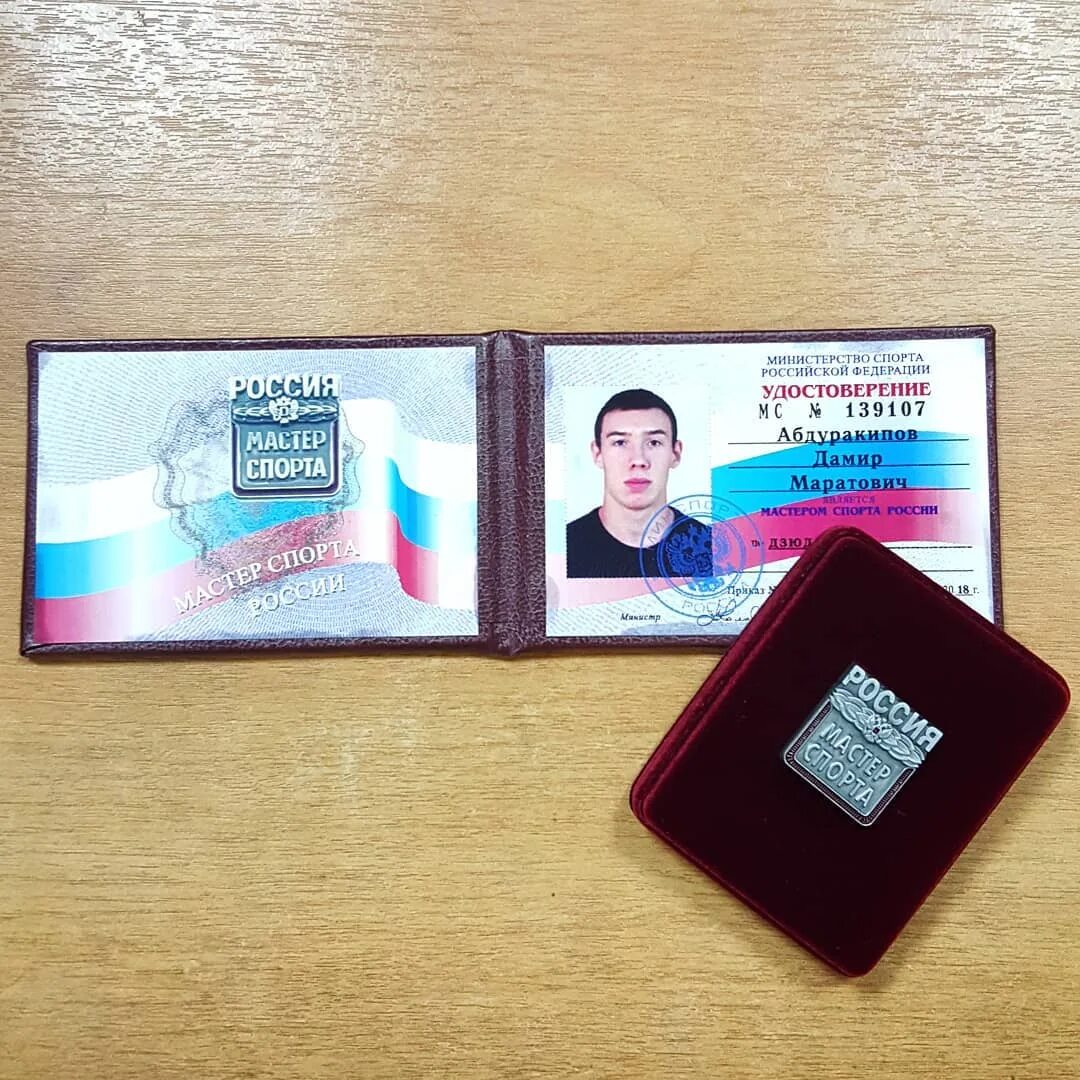 РОССИЯ
МАСТЕР
СПОРТА
МАСТЕР СПОРТА
РОССИИ
МИНИСТЕРСТВО СПОРТА
РОССИЙСКОЙ ФЕДЕРАЦИИ
УДОСТОВЕРЕНИЕ
МС № 139107
Абдуракипов
Дамир
Маратович
является
МАСТЕРОМ СПОРТА РОССИИ
по
Приказ
18 г.
Министр
РОССИЯ
МАСТЕР
СПОРТА